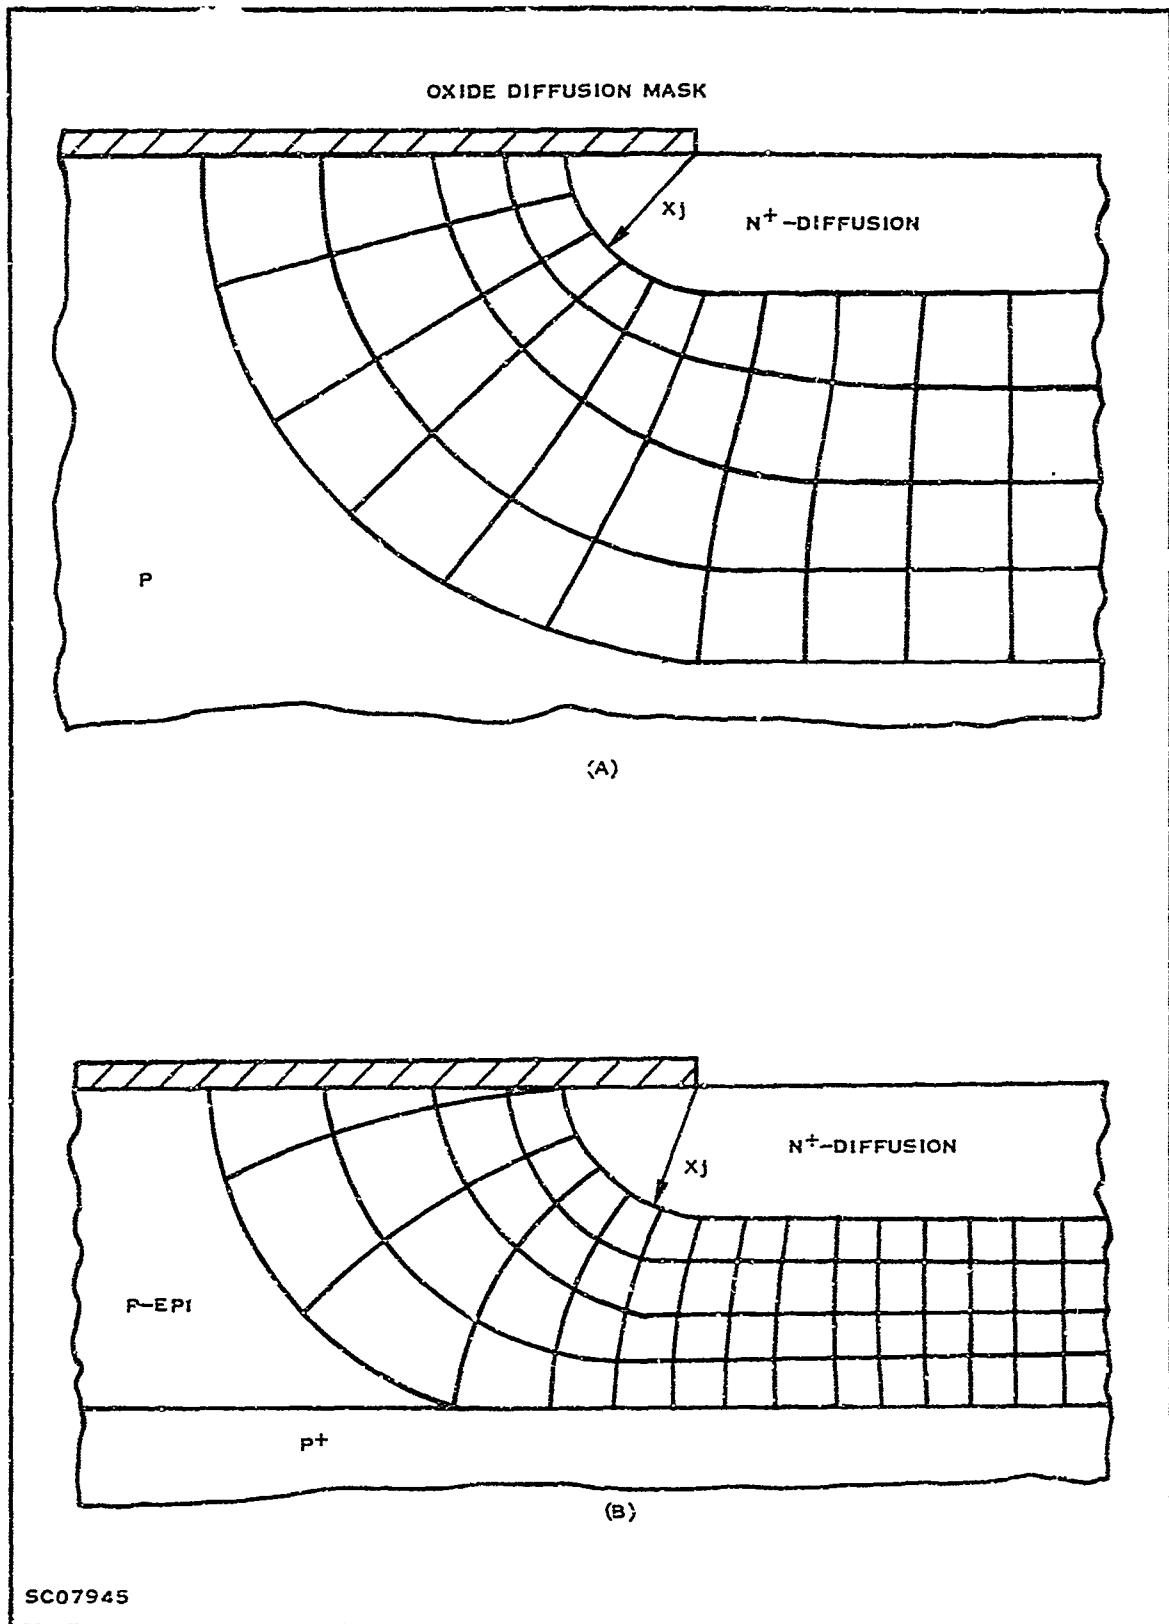 OXIDE DIFFUSION MASK
Xj
N+-DIFFUSION
P
(A)
Xj
N+-DIFFUSION
P-EPI
P+
(B)
SC07945